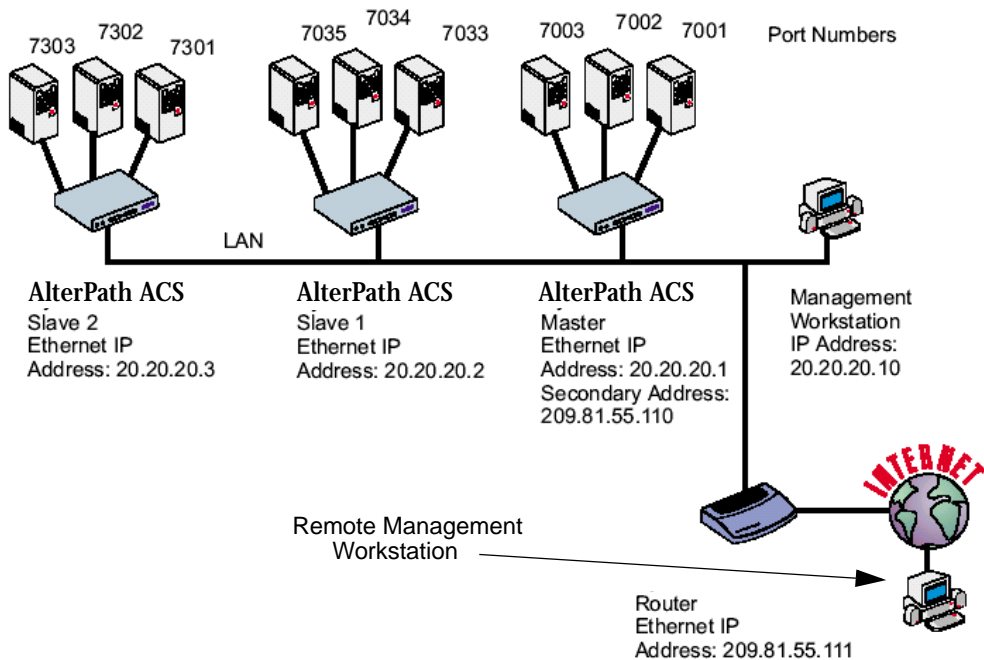 7303
7302
7301
7035
7034
7033
7003
7002
7001
Port Numbers
LAN
AlterPath ACS
Slave 2
Ethernet IP
Address: 20.20.20.3
AlterPath ACS
Slave 1
Ethernet IP
Address: 20.20.20.2
AlterPath ACS
Master
Ethernet IP
Address: 20.20.20.1
Secondary Address:
209.81.55.110
Management
Workstation
IP Address:
20.20.20.10
INTERNET
Remote Management
Workstation
Router
Ethernet IP
Address: 209.81.55.111